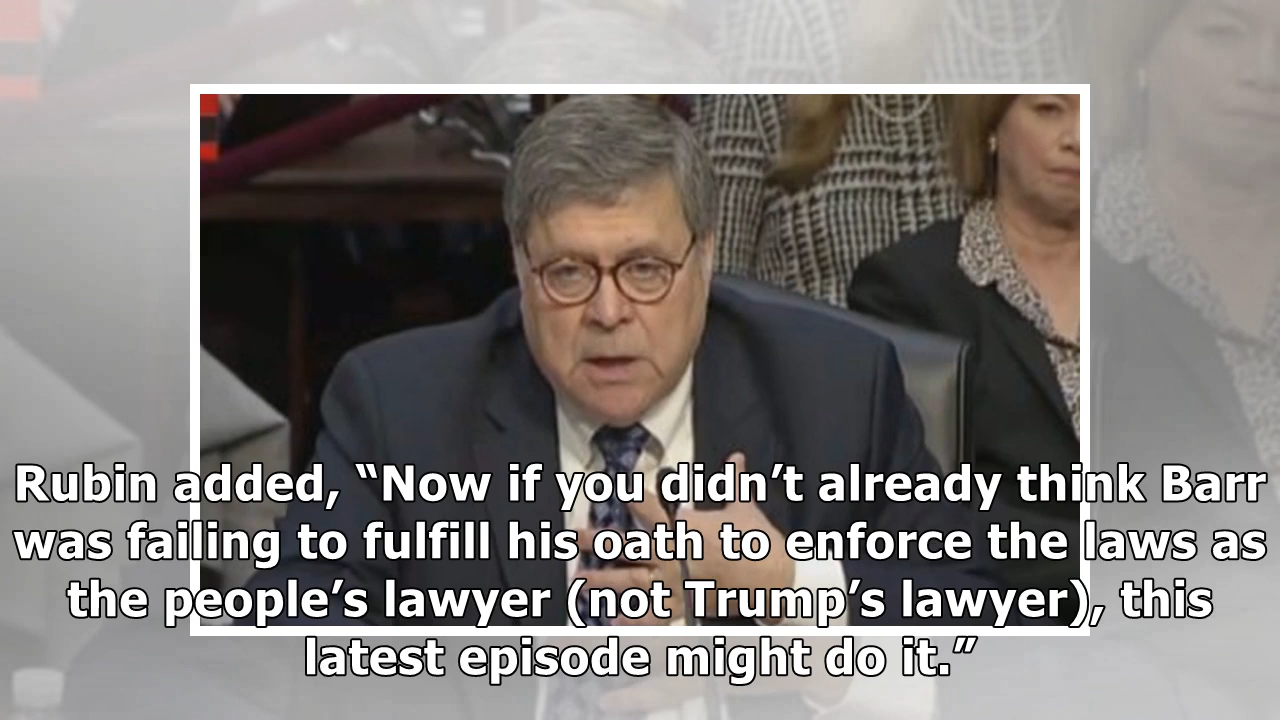 Rubin added, “Now if you didn’t already think Barr
was failing to fulfill his oath to enforce the laws as
the people’s lawyer (not Trump’s lawyer), this
latest episode might do it.”